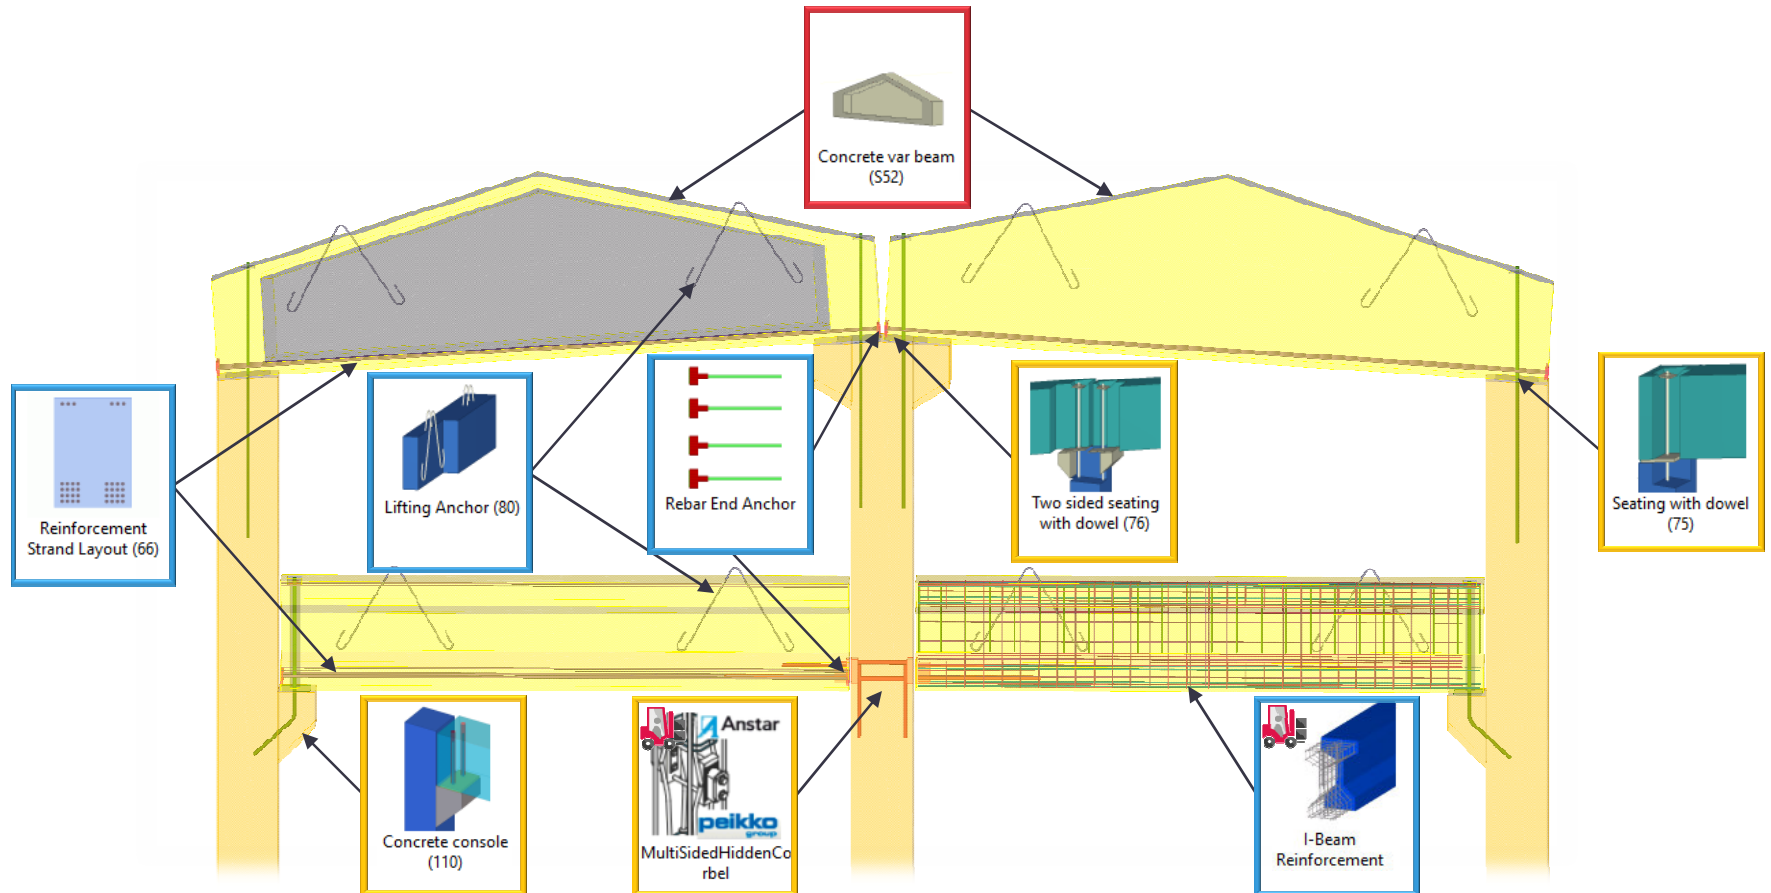 Concrete var beam
(S52)
Reinforcement
Strand Layout (66)
Lifting Anchor (80)
Rebar End Anchor
Two sided seating
with dowel (76)
Seating with dowel
(75)
Concrete console
(110)
Anstar
peikko
group
MultiSidedHiddenCo
rbel
I-Beam
Reinforcement